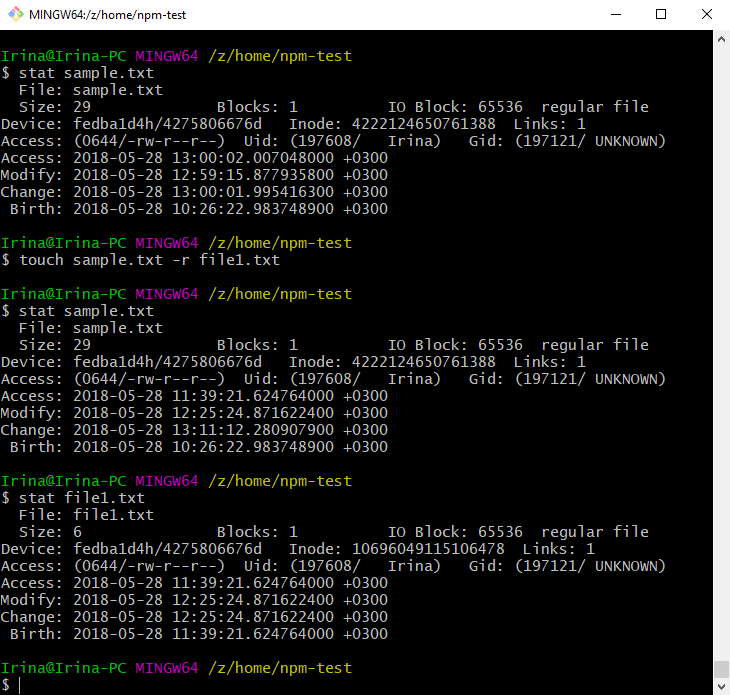 MINGW64:/z/home/npm-test
Irina@Irina-PC MINGW64 /z/home/npm-test
$ stat sample.txt
  File: sample.txt
  Size: 29              Blocks: 1          IO Block: 65536  regular file
Device: fedba1d4h/4275806676d   Inode: 4222124650761388  Links: 1
Access: (0644/-rw-r--r--)  Uid: (197608/   Irina)   Gid: (197121/ UNKNOWN)
Access: 2018-05-28 13:00:02.007048000 +0300
Modify: 2018-05-28 12:59:15.877935800 +0300
Change: 2018-05-28 13:00:01.995416300 +0300
 Birth: 2018-05-28 10:26:22.983748900 +0300
Irina@Irina-PC MINGW64 /z/home/npm-test
$ touch sample.txt -r file1.txt
Irina@Irina-PC MINGW64 /z/home/npm-test
$ stat sample.txt
  File: sample.txt
  Size: 29              Blocks: 1          IO Block: 65536  regular file
Device: fedba1d4h/4275806676d   Inode: 4222124650761388  Links: 1
Access: (0644/-rw-r--r--)  Uid: (197608/   Irina)   Gid: (197121/ UNKNOWN)
Access: 2018-05-28 11:39:21.624764000 +0300
Modify: 2018-05-28 12:25:24.871622400 +0300
Change: 2018-05-28 13:11:12.280907900 +0300
 Birth: 2018-05-28 10:26:22.983748900 +0300
Irina@Irina-PC MINGW64 /z/home/npm-test
$ stat file1.txt
  File: file1.txt
  Size: 6               Blocks: 1          IO Block: 65536  regular file
Device: fedba1d4h/4275806676d   Inode: 10696049115106478  Links: 1
Access: (0644/-rw-r--r--)  Uid: (197608/   Irina)   Gid: (197121/ UNKNOWN)
Access: 2018-05-28 11:39:21.624764000 +0300
Modify: 2018-05-28 12:25:24.871622400 +0300
Change: 2018-05-28 12:25:24.871622400 +0300
 Birth: 2018-05-28 11:39:21.624764000 +0300
Irina@Irina-PC MINGW64 /z/home/npm-test
$